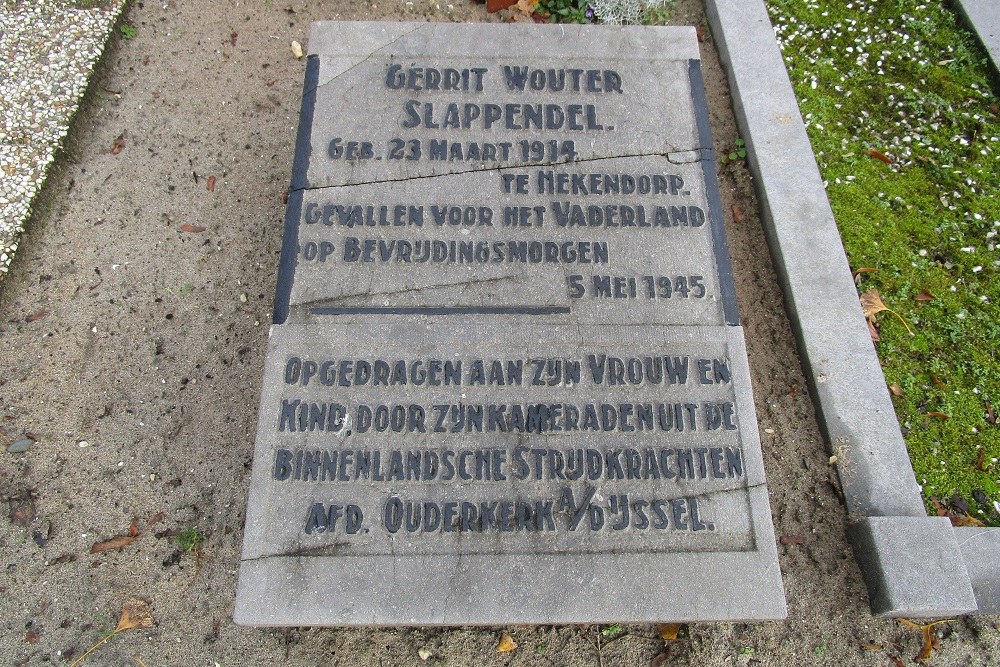 GERRIT WOUTER
SLAPPENDEL.
GEB. 23 MAART 1914
TE HEKENDORP.
GEVALLEN VOOR HET VADERLAND
OP BEVRIJDINGSMORGEN
5 MEI 1945.
OPGEDRAGEN AAN ZIJN VROUW EN
KIND, DOOR ZIJN KAMERADEN UIT DE
BINNENLANDSCHE STRIJDKRACHTEN
AFD. OUDERKERK A/D IJSSEL.